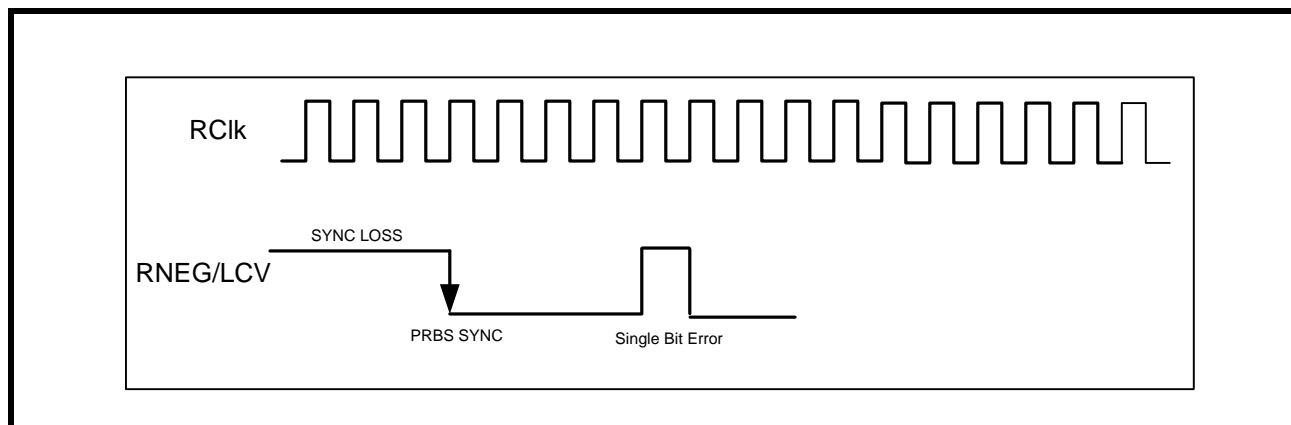 RClk
SYNC LOSS
RNEG/LCV
PRBS SYNC
Single Bit Error